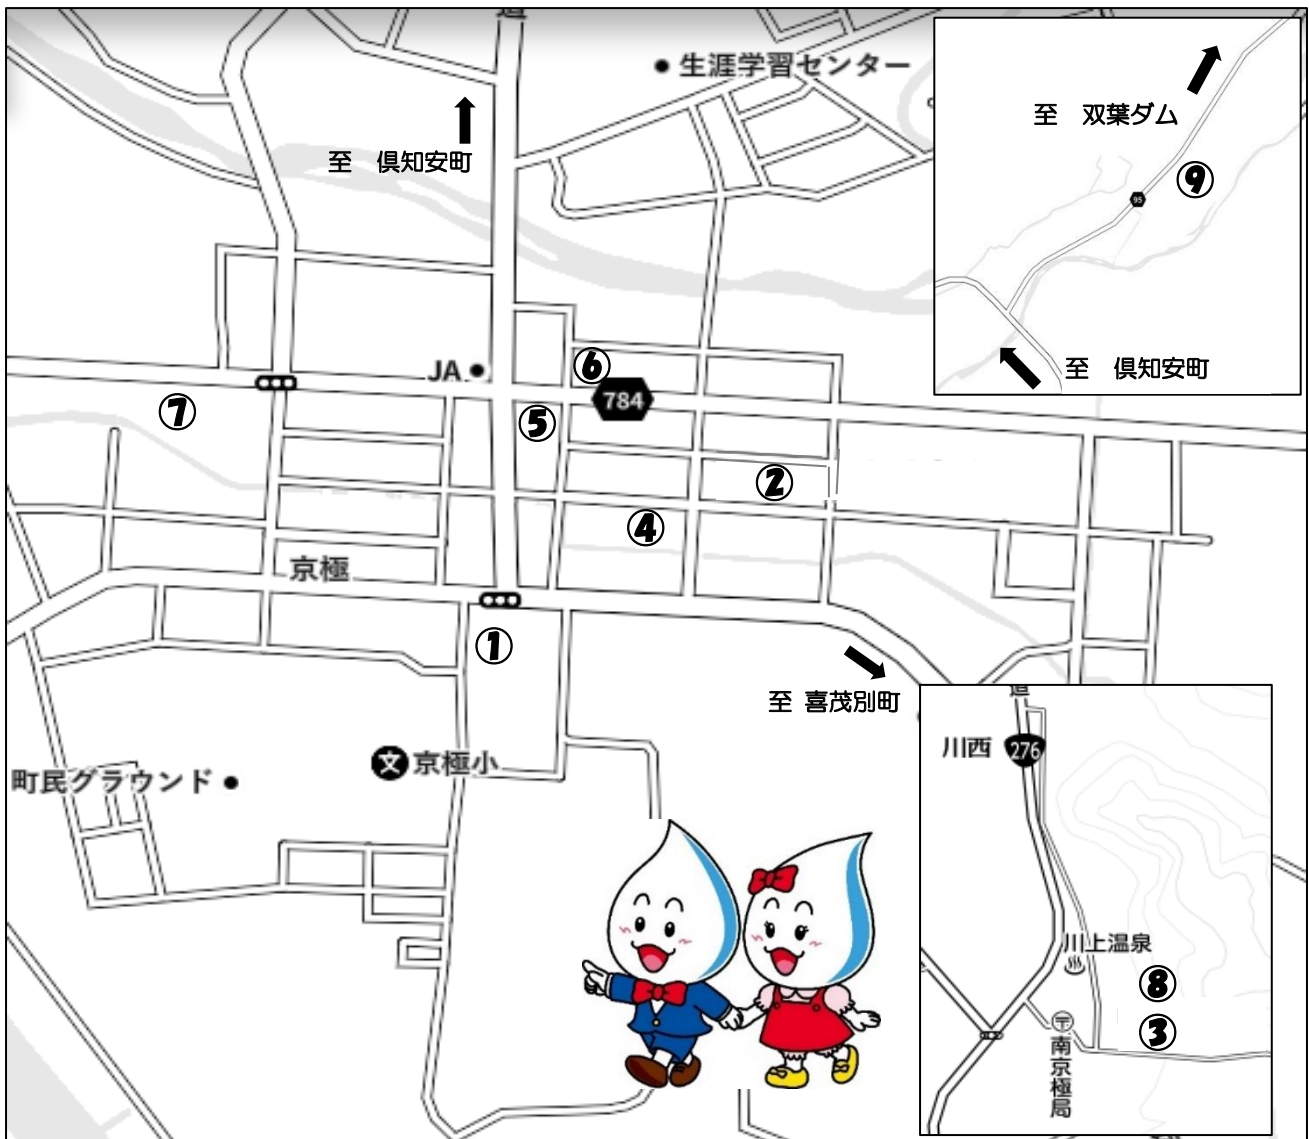 道
生涯学習センター
至 倶知安町
至 双葉ダム
⑨
95
至 倶知安町
JA
⑥
784
⑦
⑤
②
④
京極
①
至 喜茂別町
文 京極小
町民グラウンド
道
川西
276
川上温泉
⑧
③
〒
南京極局